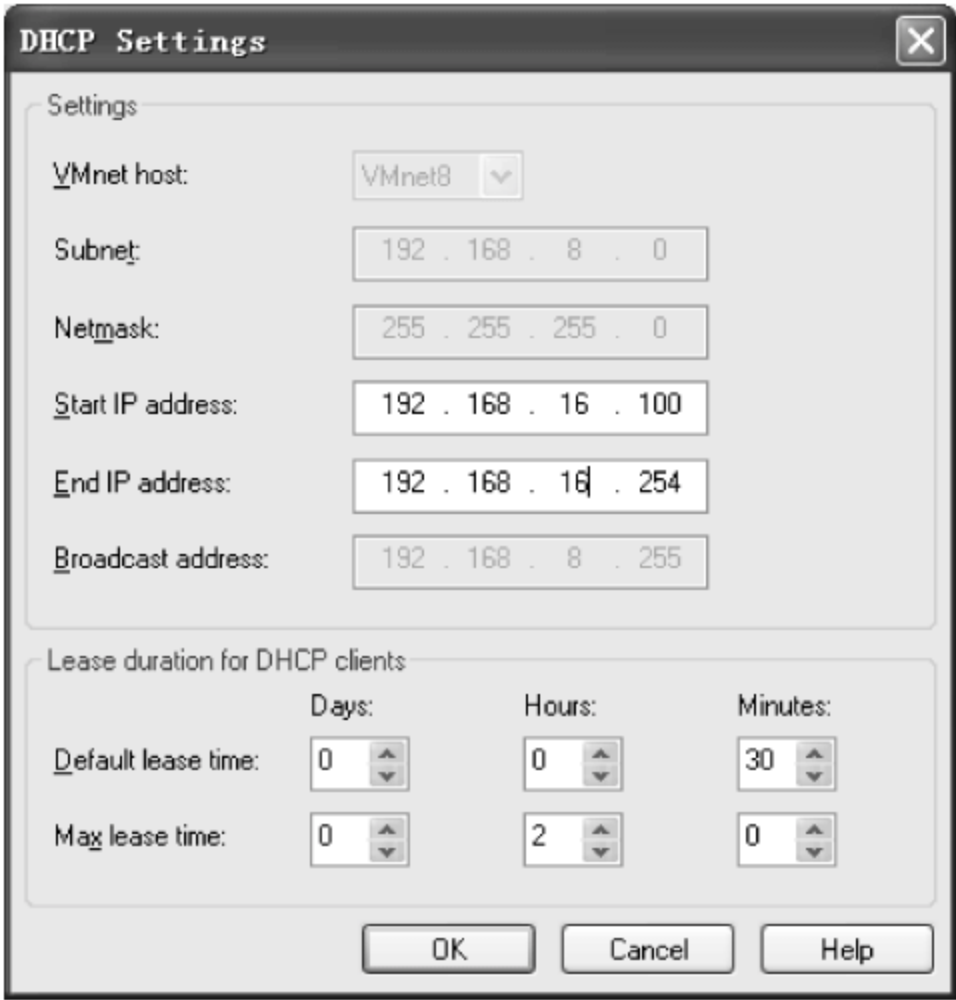 DHCP Settings
Settings
VMnet host: VMnet8
Subnet: 192 . 168 . 8 . 0
Netmask: 255 . 255 . 255 . 0
Start IP address: 192 . 168 . 16 . 100
End IP address: 192 . 168 . 16 . 254
Broadcast address: 192 . 168 . 8 . 255
Lease duration for DHCP clients
Days: Hours: Minutes:
Default lease time: 0 0 30
Max lease time: 0 2 0
OK Cancel Help